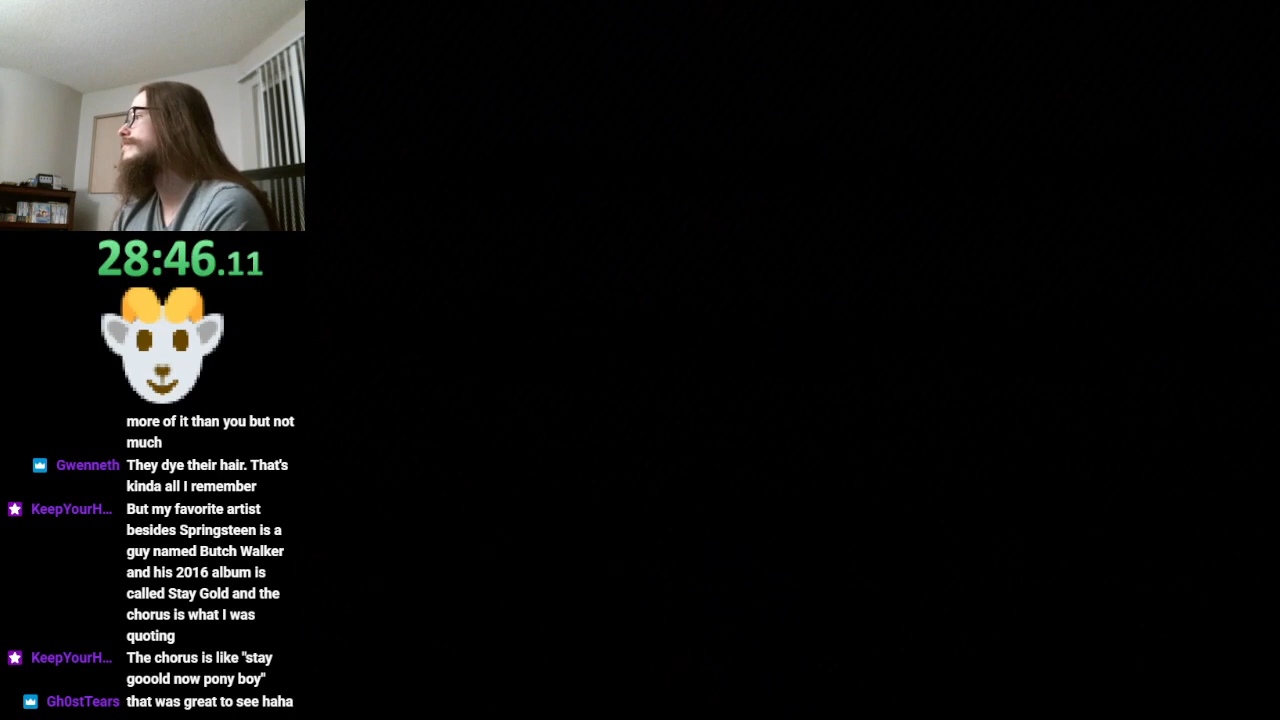 28:46.11
more of it than you but not
much
Gwenneth They dye their hair. That's
kinda all I remember
KeepYourH... But my favorite artist
besides Springsteen is a
guy named Butch Walker
and his 2016 album is
called Stay Gold and the
chorus is what I was
quoting
KeepYourH... The chorus is like "stay
gooold now pony boy"
Gh0stTears that was great to see haha